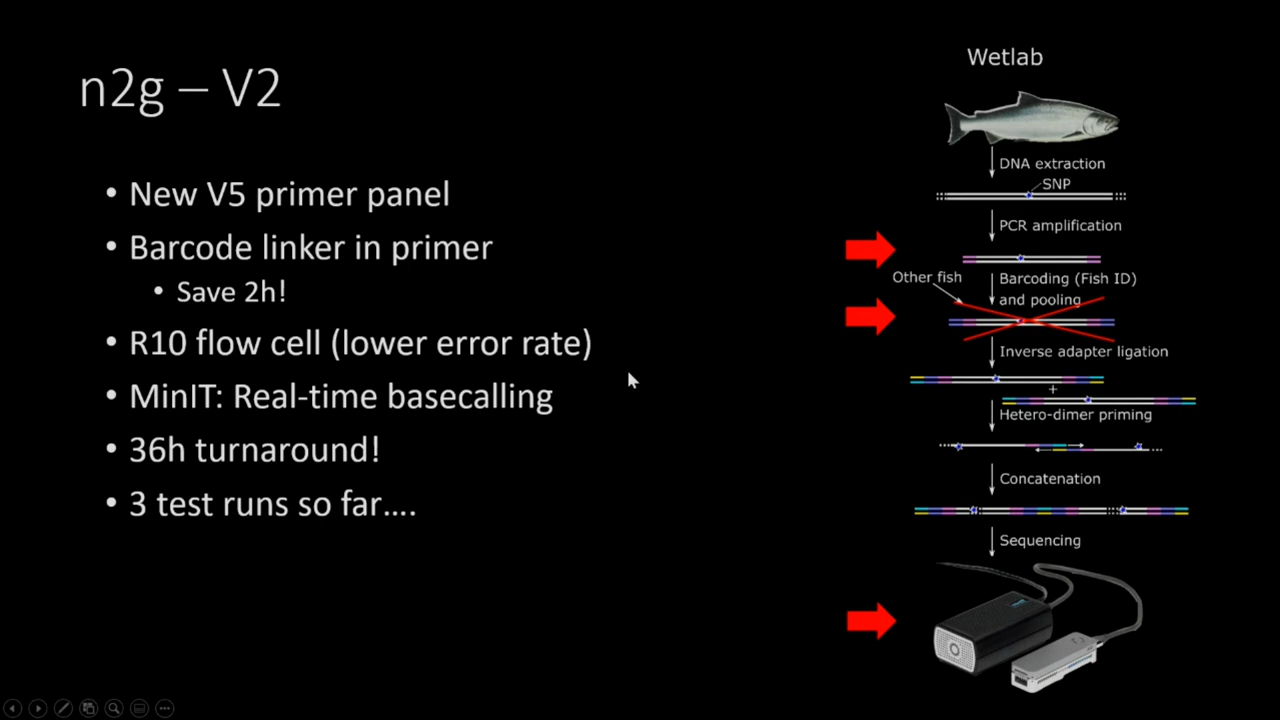 n2g – V2
• New V5 primer panel
• Barcode linker in primer
• Save 2h!
• R10 flow cell (lower error rate)
• MinIT: Real-time basecalling
• 36h turnaround!
• 3 test runs so far....
Wetlab
DNA extraction
SNP
PCR amplification
Other fish
Barcoding (Fish ID)
and pooling
Inverse adapter ligation
+
Hetero-dimer priming
Concatenation
Sequencing